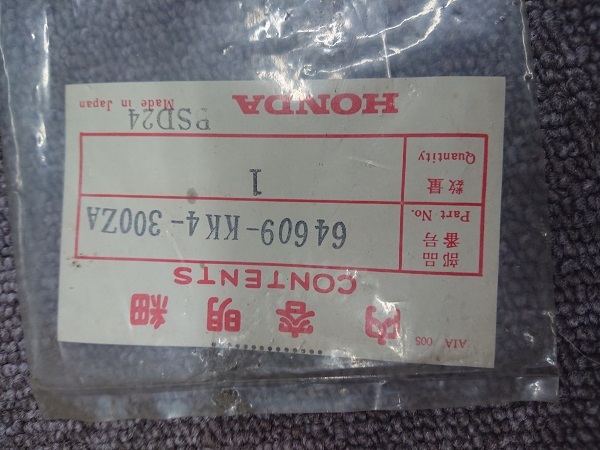 AIA 005
内容明細
CONTENTS
部品番号
Part No.
64609-KK4-300ZA
数量
Quantity
1
PSD24
HONDA
Made in Japan